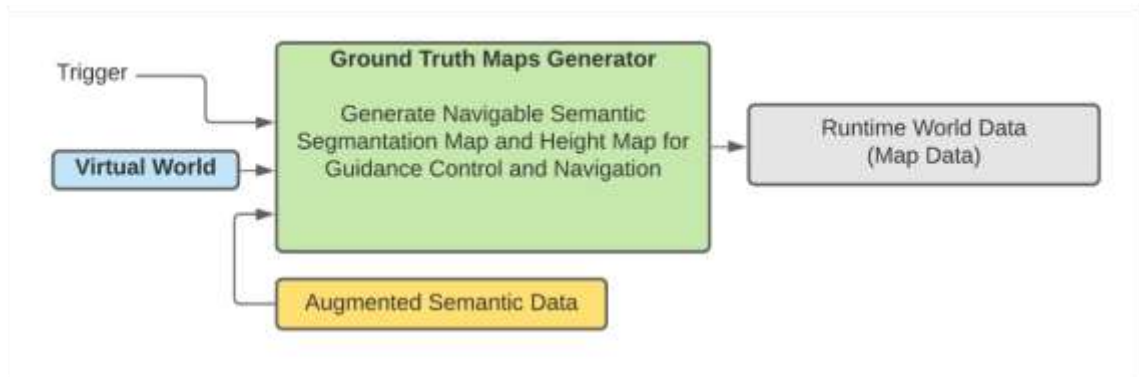 Ground Truth Maps Generator
Trigger
Generate Navigable Semantic
Segmantation Map and Height Map for
Guidance Control and Navigation
Runtime World Data
(Map Data)
Virtual World
Augmented Semantic Data